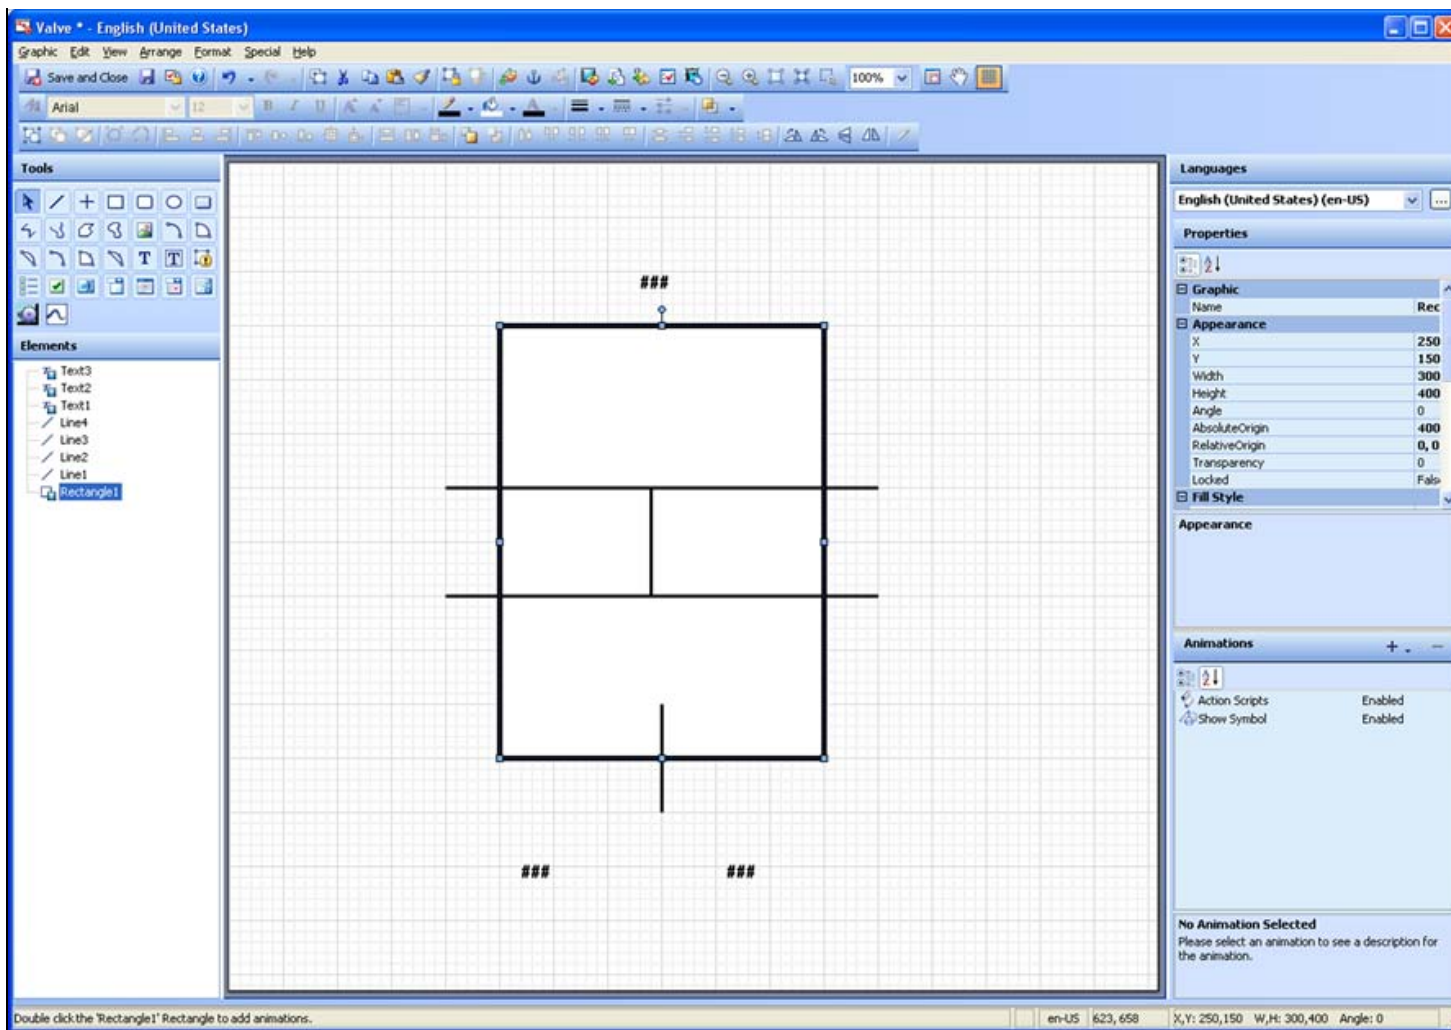 Valve * - English (United States)
Graphic Edit View Arrange Format Special Help
Save and Close 100%
Arial 12 B I U A A A
Tools
Languages
English (United States) (en-US) ...
Properties
T T
Graphic
Name Rec
Appearance
X 250
Y 150
Width 300
Height 400
Angle 0
AbsoluteOrigin 400
RelativeOrigin 0, 0
Transparency 0
Locked Fals
Fill Style
Appearance
Elements
Text3
Text2
Text1
Line4
Line3
Line2
Line1
Rectangle1
###
###
###
Animations
Action Scripts Enabled
Show Symbol Enabled
No Animation Selected
Please select an animation to see a description for
the animation.
Double click the 'Rectangle1' Rectangle to add animations. en-US 623, 658 X,Y: 250,150 W,H: 300,400 Angle: 0